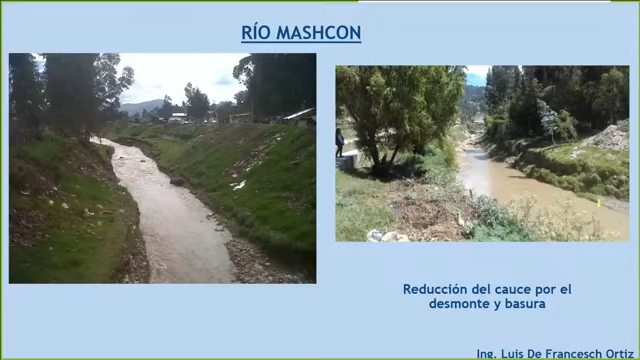 RÍO MASHCON
Reducción del cauce por el
desmonte y basura
Ing. Luis De Francesch Ortiz